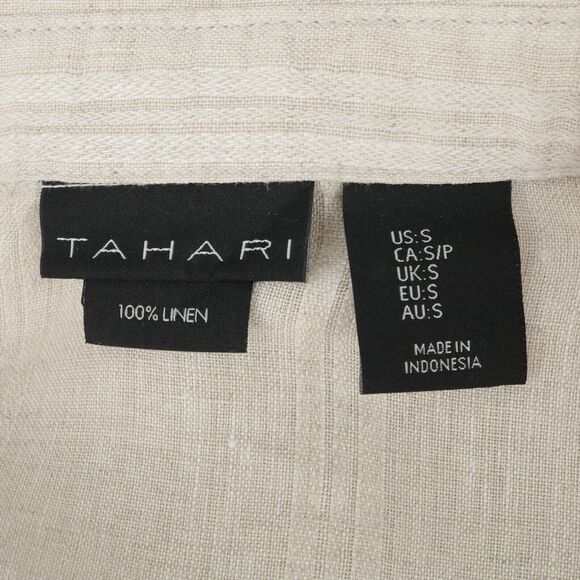 TAHARI
100% LINEN
US:S
CA:S/P
UK:S
EU:S
AU:S
MADE IN
INDONESIA